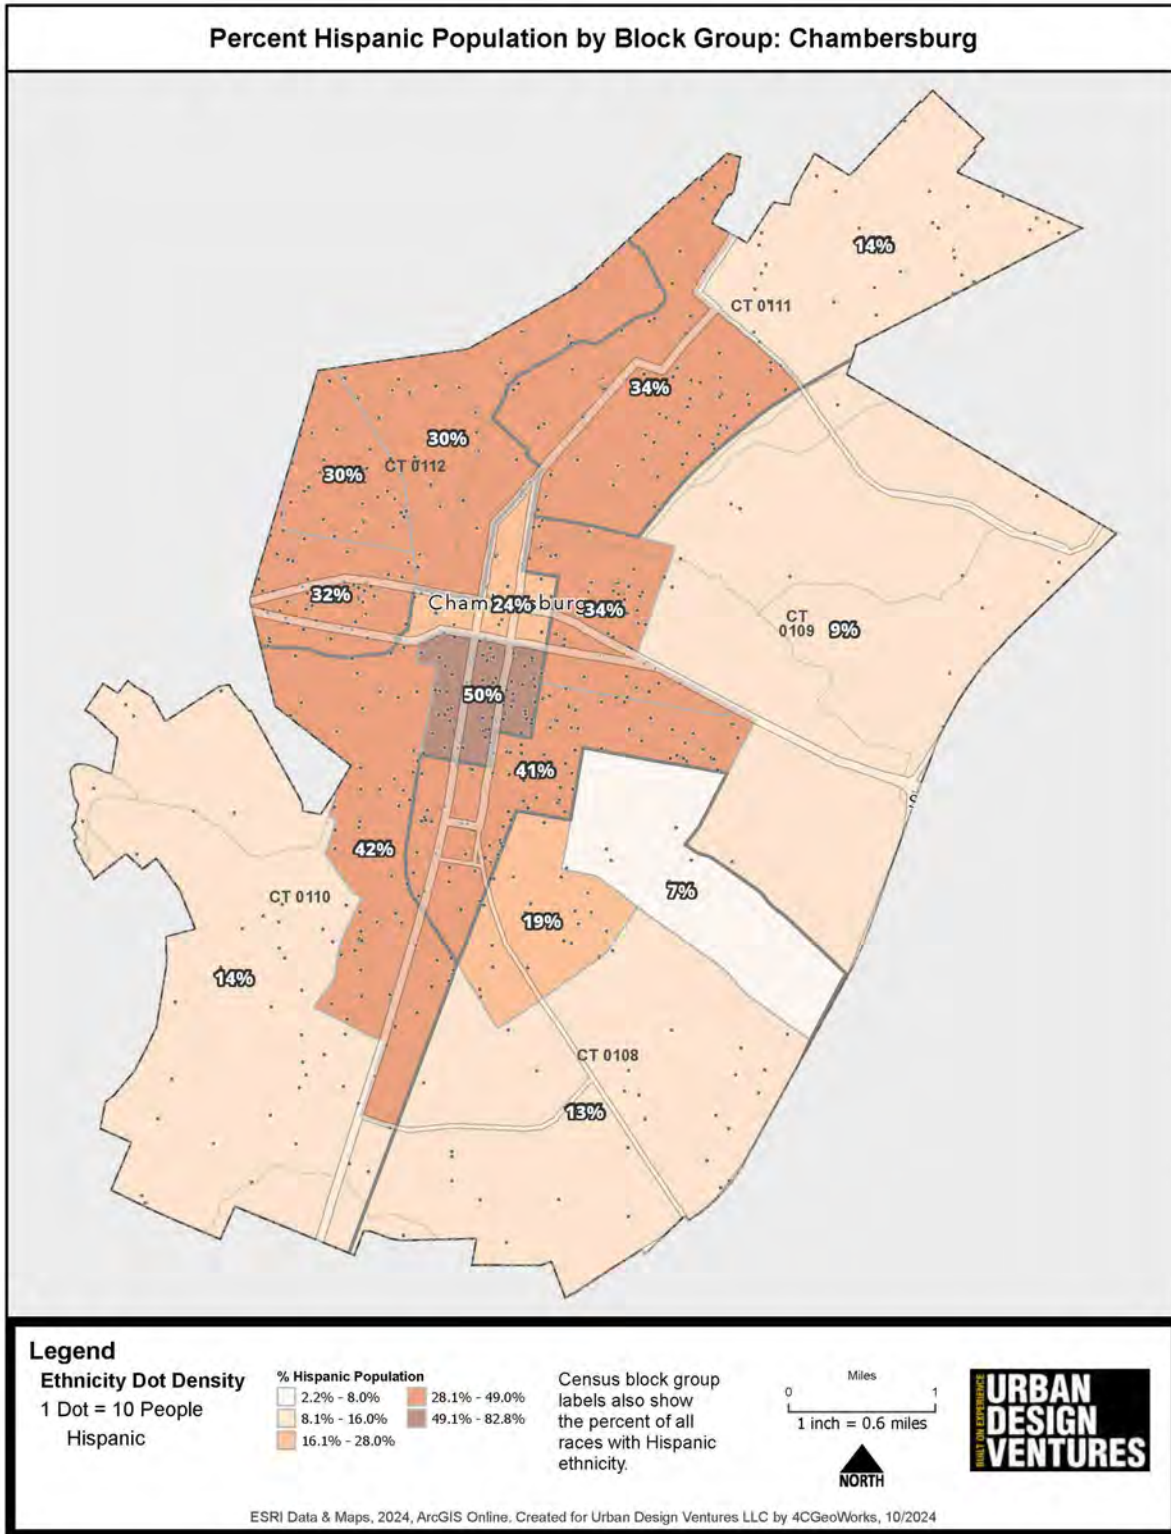 Percent Hispanic Population by Block Group: Chambersburg
14%
CT 0111
34%
30%
CT 0112
30%
32%
Chambersburg
24%
34%
CT
0109
9%
50%
41%
42%
7%
CT 0110
19%
14%
CT 0108
13%
S
Legend
Ethnicity Dot Density
1 Dot = 10 People
Hispanic
% Hispanic Population
2.2% - 8.0%
8.1% - 16.0%
16.1% - 28.0%
28.1% - 49.0%
49.1% - 82.8%
Census block group
labels also show
the percent of all
races with Hispanic
ethnicity.
Miles
0 1
1 inch = 0.6 miles
NORTH
BUILT ON EXPERIENCE
URBAN
DESIGN
VENTURES
ESRI Data & Maps, 2024, ArcGIS Online. Created for Urban Design Ventures LLC by 4CGeoWorks, 10/2024